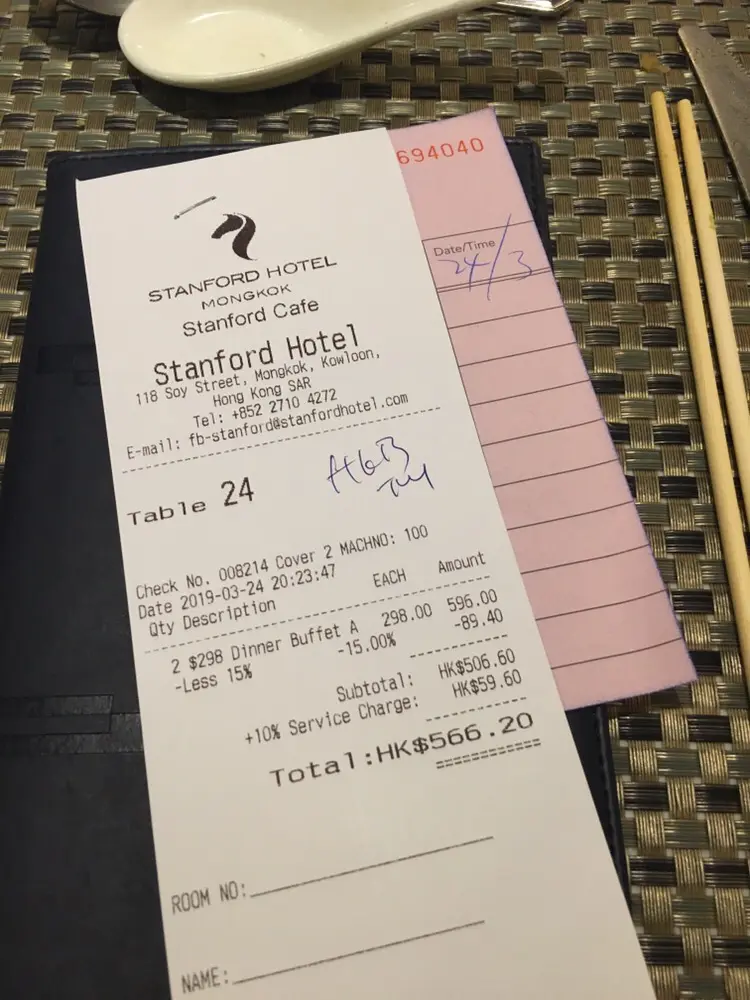 694040
Date/Time
24/3
STANFORD HOTEL
MONGKOK
Stanford Cafe
Stanford Hotel
118 Soy Street, Mongkok, Kowloon,
Hong Kong SAR
Tel: +852 2710 4272
E-mail: fb-stanford@stanfordhotel.com
Table 24
Check No. 008214 Cover 2 MACHNO: 100
Date 2019-03-24 20:23:47
Qty Description EACH Amount
2 $298 Dinner Buffet A 298.00 596.00
-Less 15% -15.00% -89.40
Subtotal: HK$506.60
+10% Service Charge: HK$59.60
Total:HK$566.20
ROOM NO:
NAME: